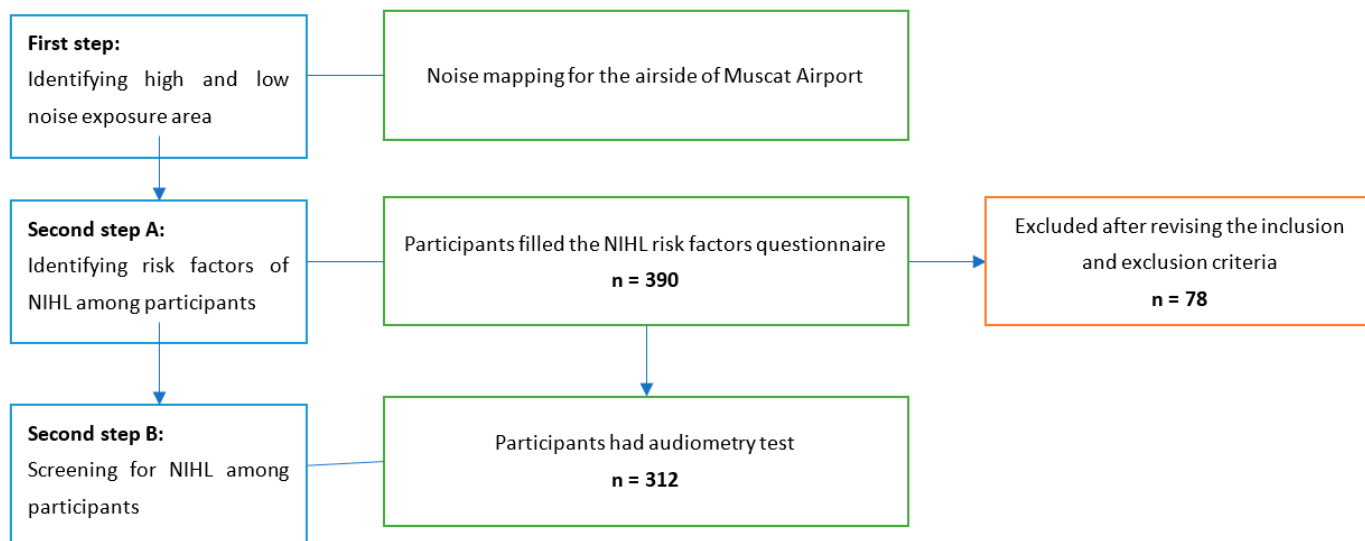 First step:
Identifying high and low
noise exposure area
Noise mapping for the airside of Muscat Airport
Second step A:
Identifying risk factors of
NIHL among participants
Participants filled the NIHL risk factors questionnaire
n = 390
Excluded after revising the inclusion
and exclusion criteria
n = 78
Second step B:
Screening for NIHL among
participants
Participants had audiometry test
n = 312